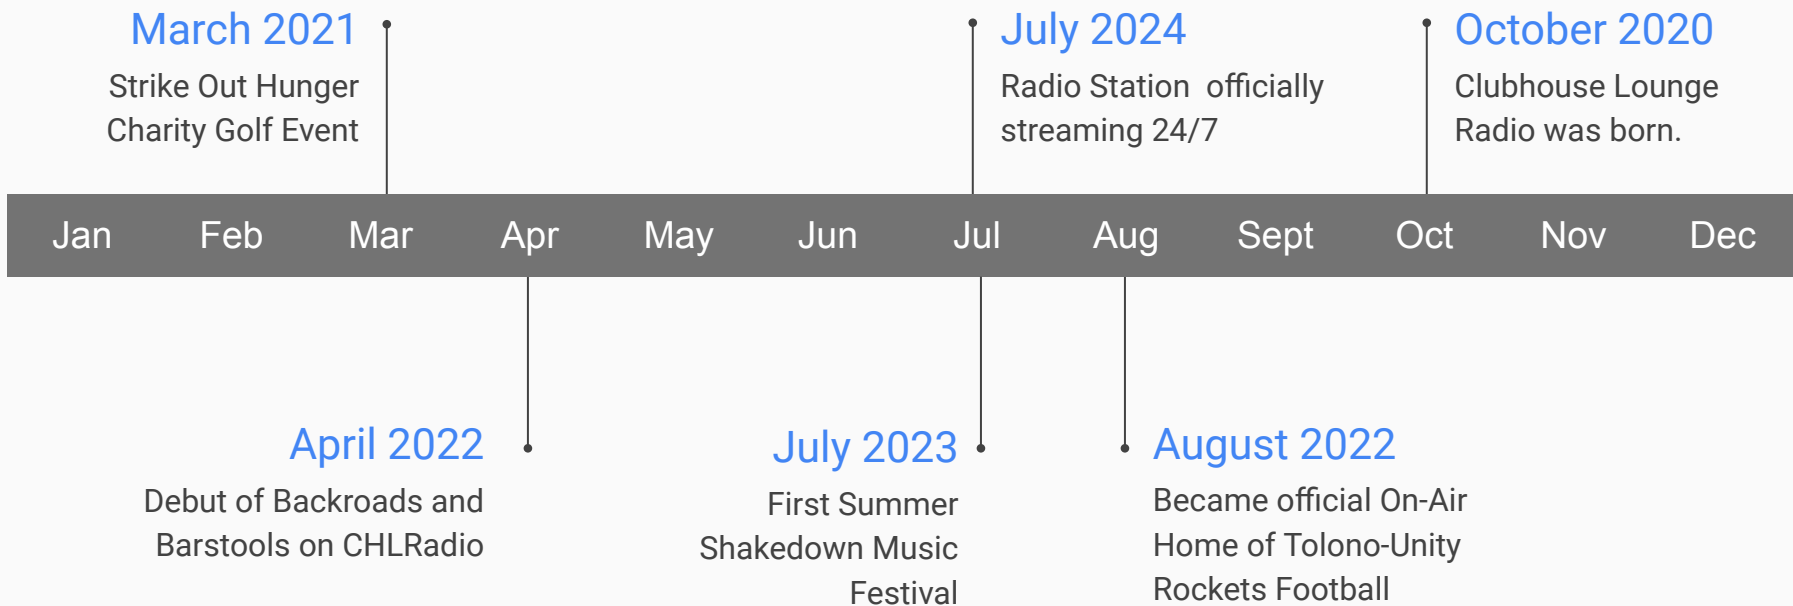 March 2021
Strike Out Hunger
Charity Golf Event
July 2024
Radio Station  officially
streaming 24/7
October 2020
Clubhouse Lounge
Radio was born.
Jan Feb Mar Apr May Jun Jul Aug Sept Oct Nov Dec
April 2022
Debut of Backroads and
Barstools on CHLRadio
July 2023
First Summer
Shakedown Music
Festival
August 2022
Became official On-Air
Home of Tolono-Unity
Rockets Football